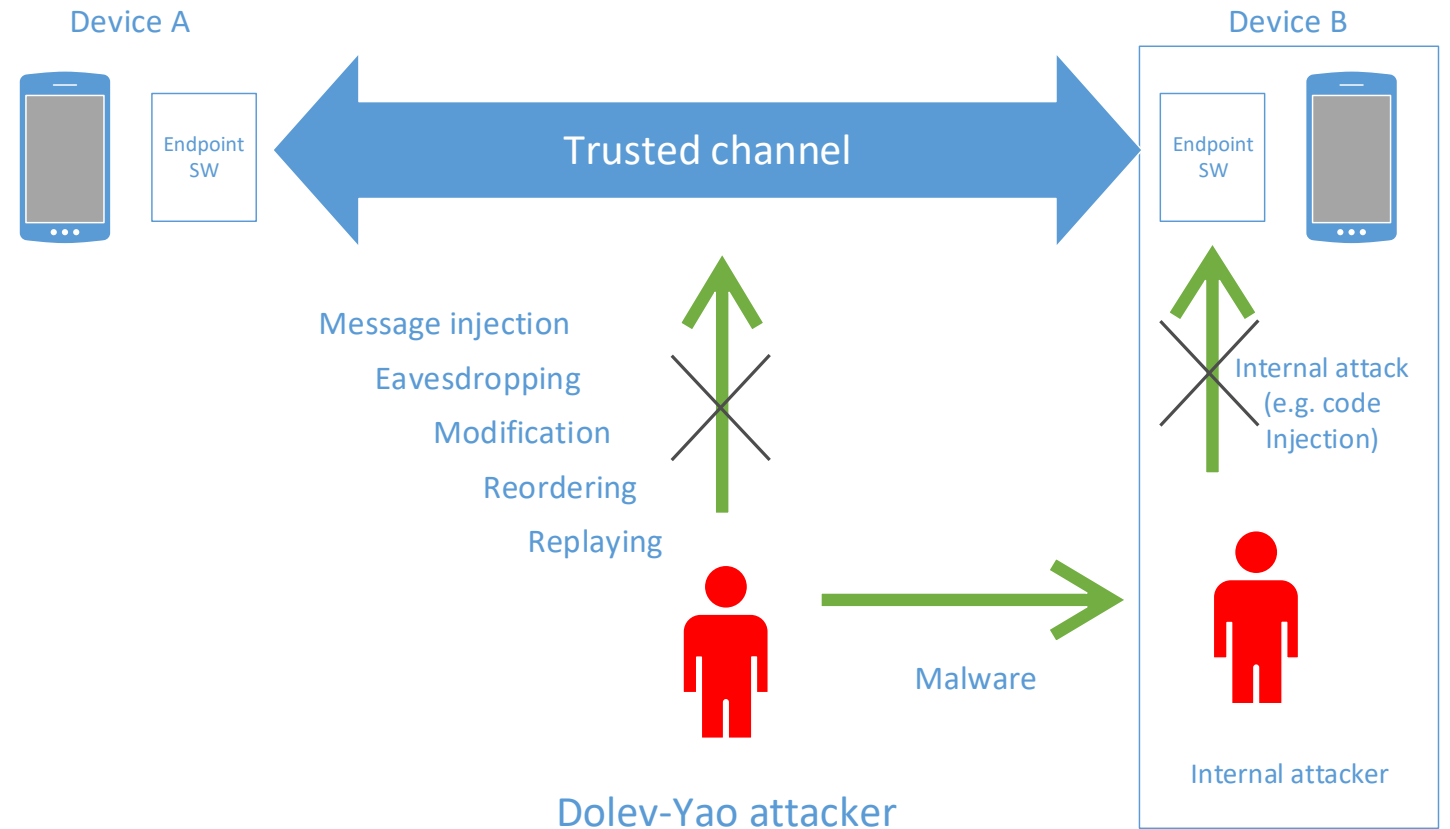 Device A
Device B
Endpoint
SW
Trusted channel
Endpoint
SW
Message injection
Eavesdropping
Modification
Reordering
Replaying
Internal attack
(e.g. code
Injection)
Malware
Internal attacker
Dolev-Yao attacker